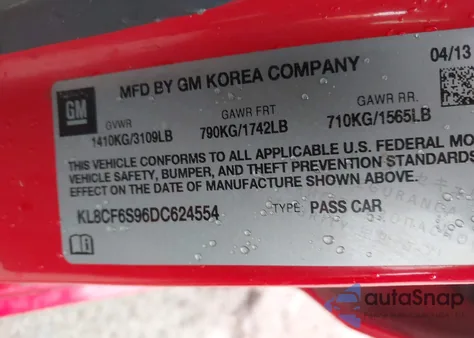 04/13
MFD BY GM KOREA COMPANY
GM
GVWR GAWR FRT GAWR RR.
1410KG/3109LB 790KG/1742LB 710KG/1565LB
THIS VEHICLE CONFORMS TO ALL APPLICABLE U.S. FEDERAL MO
VEHICLE SAFETY, BUMPER, AND THEFT PREVENTION STANDARDS
EFFECT ON THE DATE OF MANUFACTURE SHOWN ABOVE.
KL8CF6S96DC624554 TYPE: PASS CAR
autoSnap